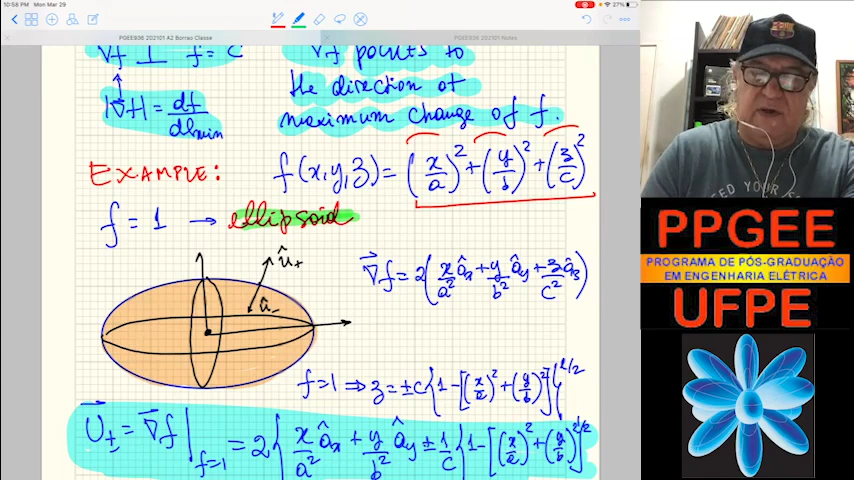 10:58 PM Mon Mar 29
27%
PGEE936 202101 A2 Borrao Classe
PGEE936 202101 Notes
∇f ⊥ f = C
∇f points to
the direction of
maximum change of f.
|∇f| = df/dl_min
EXAMPLE: f(x,y,z) = (x/a)² + (y/b)² + (z/c)²
f = 1 → ellipsoid
û₊
û₋
∇f = 2(x/a² âx + y/b² ây + z/c² âz)
f=1 ⇒ z = ±c{1−[(x/a)²+(y/b)²]}^1/2
U± = ∇f|f=1 = 2{x/a² âx + y/b² ây ± 1/c {1−[(x/a)²+(y/b)²]}^1/2
PPGEE
PROGRAMA DE PÓS-GRADUAÇÃO
EM ENGENHARIA ELÉTRICA
UFPE